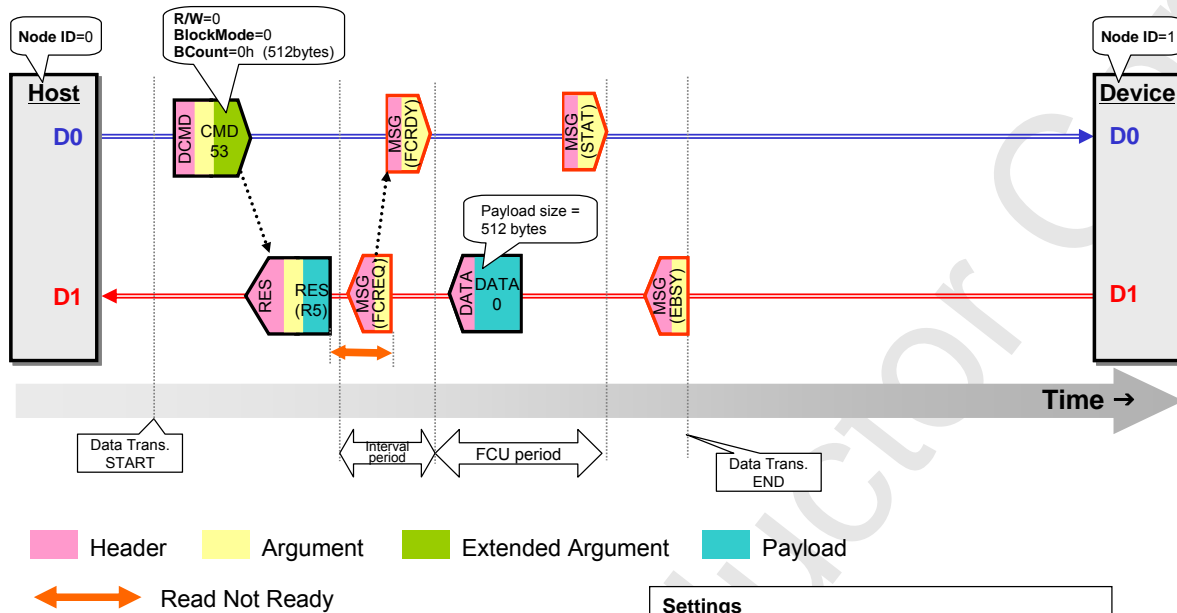 R/W=0
BlockMode=0
BCount=0h (512bytes)
Node ID=0
Node ID=1
Host
Device
D0
DCMD
CMD
53
MSG
(FCRDY)
MSG
(STAT)
D0
Payload size =
512 bytes
D1
RES
RES
(R5)
MSG
(FCREQ)
DATA
DATA
0
MSG
(EBSY)
D1
Time →
Data Trans.
START
Interval
period
FCU period
Data Trans.
END
Header
Argument
Extended Argument
Payload
Read Not Ready
Settings